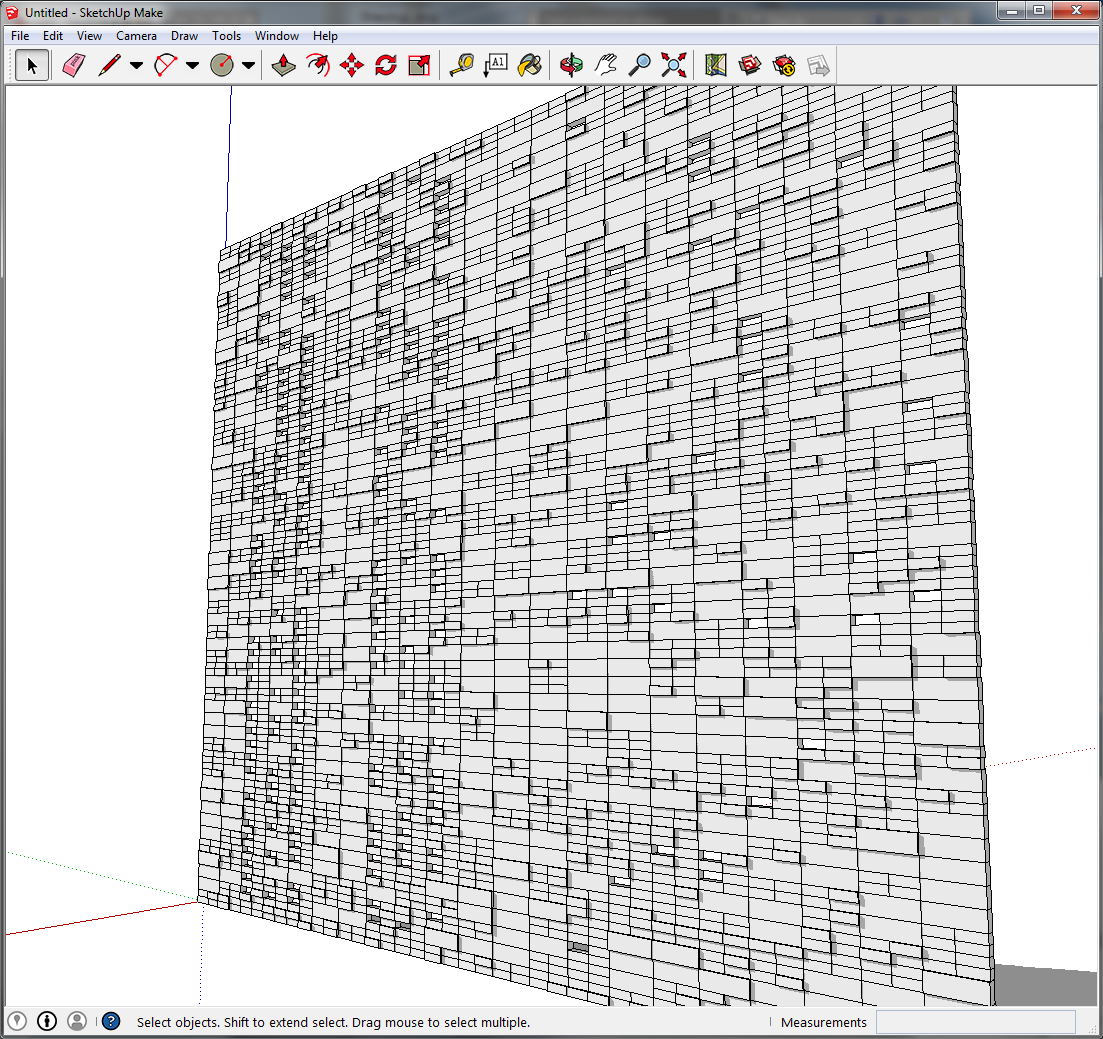 Untitled - SketchUp Make
File Edit View Camera Draw Tools Window Help
A1
Select objects. Shift to extend select. Drag mouse to select multiple. Measurements